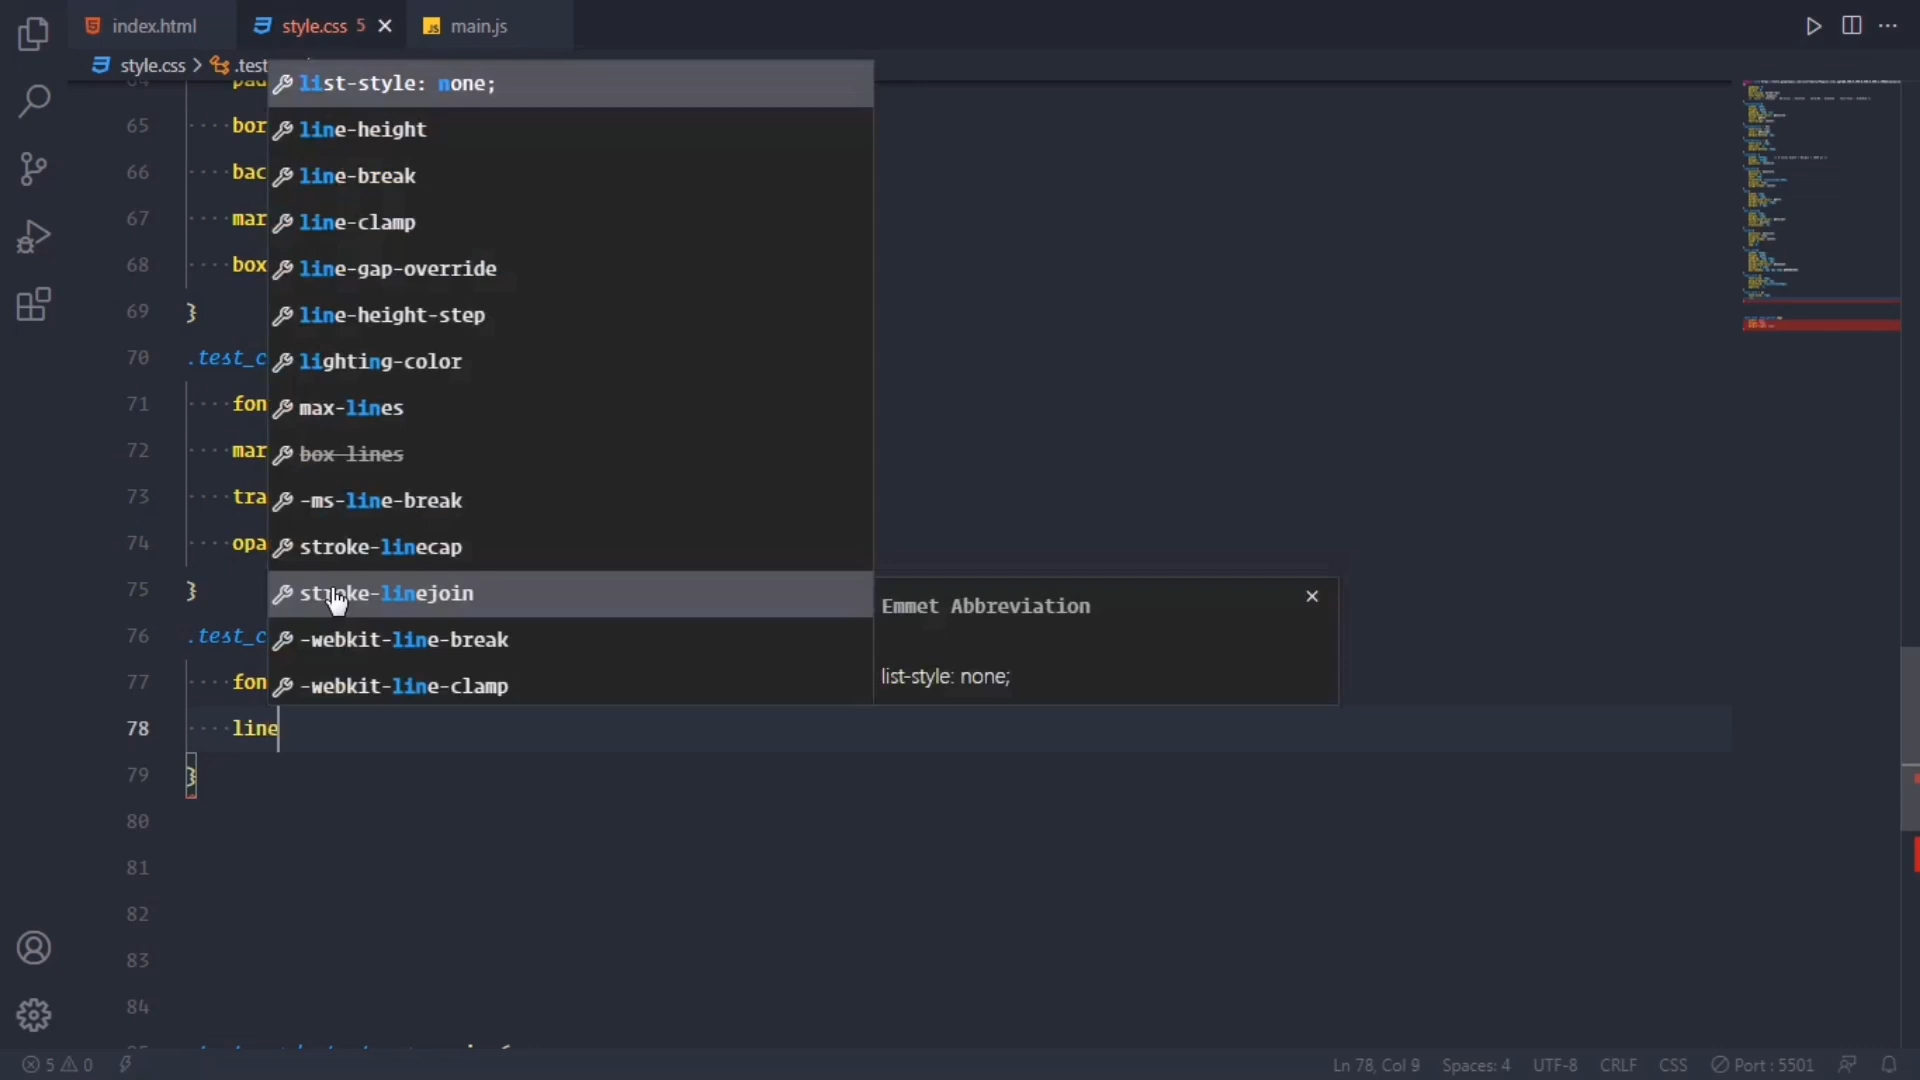 index.html
style.css 5
main.js
style.css > .test
64 pad
65 bor
66 bac
67 mar
68 box
69 }
70 .test_c
71 fon
72 mar
73 tra
74 opa
75 }
76 .test_c
77 fon
78 line
79 }
80
81
82
83
84
list-style: none;
line-height
line-break
line-clamp
line-gap-override
line-height-step
lighting-color
max-lines
box-lines
-ms-line-break
stroke-linecap
stroke-linejoin
-webkit-line-break
-webkit-line-clamp
Emmet Abbreviation
list-style: none;
5 0
Ln 78, Col 9 Spaces: 4 UTF-8 CRLF CSS Port : 5501